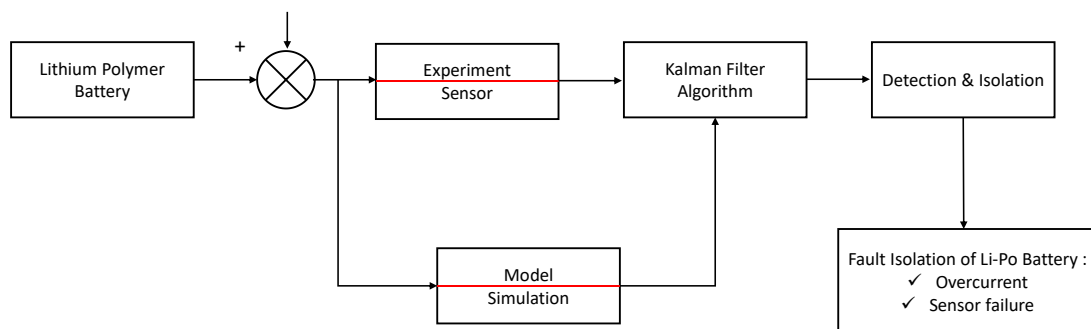 +
Lithium Polymer
Battery
Experiment
Sensor
Kalman Filter
Algorithm
Detection & Isolation
Model
Simulation
Fault Isolation of Li-Po Battery :
✓ Overcurrent
✓ Sensor failure